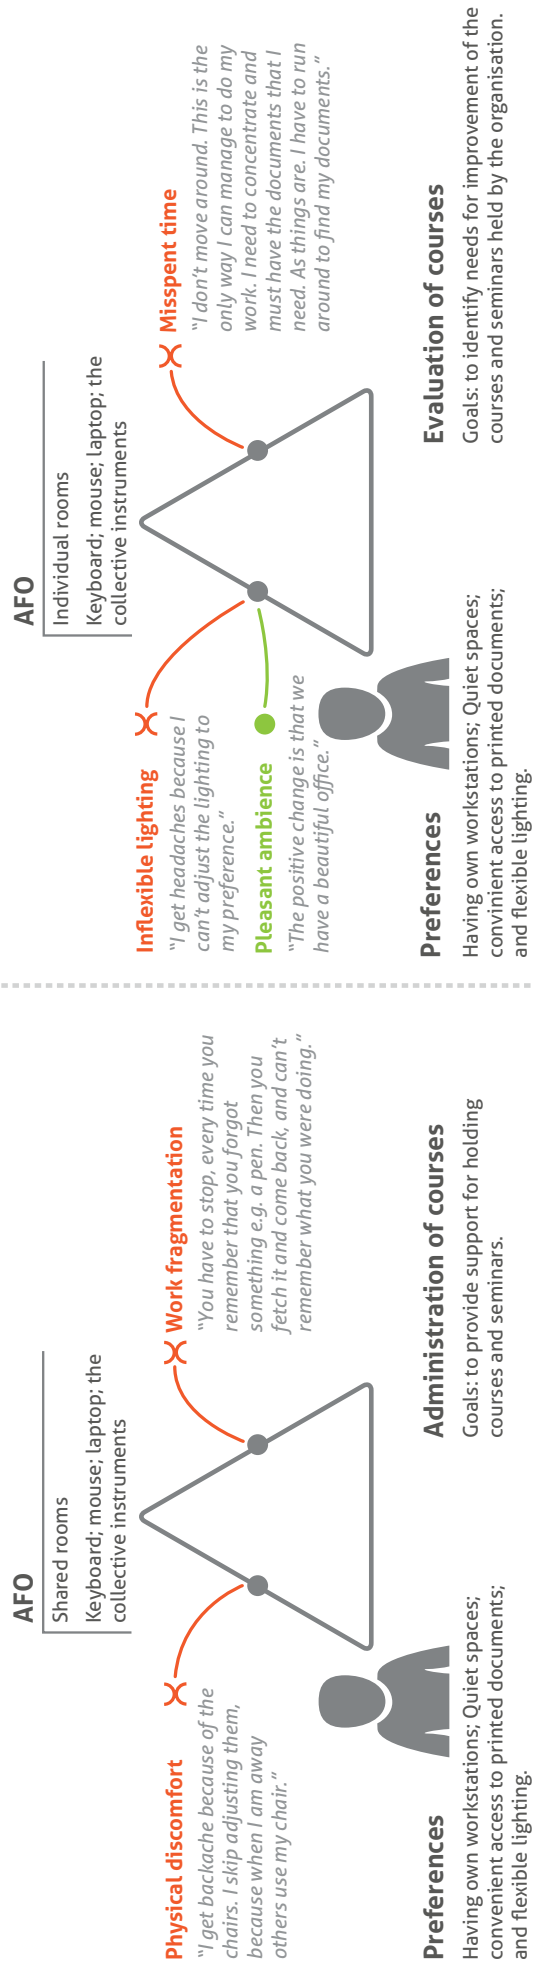 AFO
Shared rooms
Keyboard; mouse; laptop; the
collective instruments
Physical discomfort
“I get backache because of the
chairs. I skip adjusting them,
because when I am away
others use my chair.”
Work fragmentation
“You have to stop, every time you
remember that you forgot
something e.g. a pen. Then you
fetch it and come back, and can’t
remember what you were doing.”
Preferences
Having own workstations; Quiet spaces;
convenient access to printed documents;
and flexible lighting.
Administration of courses
Goals: to provide support for holding
courses and seminars.
AFO
Individual rooms
Keyboard; mouse; laptop; the
collective instruments
Inflexible lighting
“I get headaches because I
can’t adjust the lighting to
my preference.”
Pleasant ambience
“The positive change is that we
have a beautiful office.”
Misspent time
“I don’t move around. This is the
only way I can manage to do my
work. I need to concentrate and
must have the documents that I
need. As things are. I have to run
around to find my documents.”
Preferences
Having own workstations; Quiet spaces;
convinient access to printed documents;
and flexible lighting.
Evaluation of courses
Goals: to identify needs for improvement of the
courses and seminars held by the organisation.